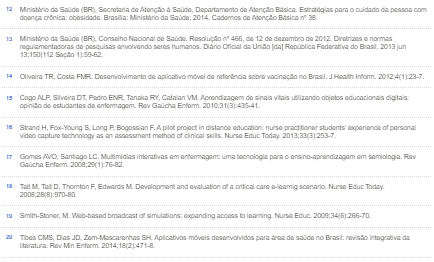 12 Ministério da Saúde (BR), Secretaria de Atenção à Saúde, Departamento de Atenção Básica. Estratégias para o cuidado da pessoa com
doença crônica: obesidade. Brasília: Ministério da Saúde; 2014. Cadernos de Atenção Básica nº 38.
13 Ministério da Saúde (BR), Conselho Nacional de Saúde. Resolução nº 466, de 12 de dezembro de 2012. Diretrizes e normas
regulamentadoras de pesquisas envolvendo seres humanos. Diário Oficial da União [da] República Federativa do Brasil. 2013 jun
13;150(112 Seção 1):59-62.
14 Oliveira TR, Costa FMR. Desenvolvimento de aplicativo móvel de referência sobre vacinação no Brasil. J Health Inform. 2012;4(1):23-7.
15 Cogo ALP, Silveira DT, Pedro ENR, Tanaka RY, Catalan VM. Aprendizagem de sinais vitais utilizando objetos educacionais digitais:
opinião de estudantes de enfermagem. Rev Gaúcha Enferm. 2010;31(3):435-41.
16 Strand H, Fox-Young S, Long P, Bogossian F. A pilot project in distance education: nurse practitioner students' experience of personal
video capture technology as an assessment method of clinical skills. Nurse Educ Today. 2013;33(3):253-7.
17 Gomes AVO, Santiago LC. Multimídias interativas em enfermagem: uma tecnologia para o ensino-aprendizagem em semiologia. Rev
Gaúcha Enferm. 2008;29(1):76-82.
18 Tait M, Tait D, Thornton F, Edwards M. Development and evaluation of a critical care e-learnig scenario. Nurse Educ Today.
2008;28(8):970-80.
19 Smith-Stoner, M. Web-based broadcast of simulations: expanding access to learning. Nurse Educ. 2009;34(6):266-70.
20 Tibes CMS, Dias JD, Zem-Mascarenhas SH. Aplicativos móveis desenvolvidos para área de saúde no Brasil: revisão integrativa da
literatura. Rev Min Enferm. 2014;18(2):471-8.